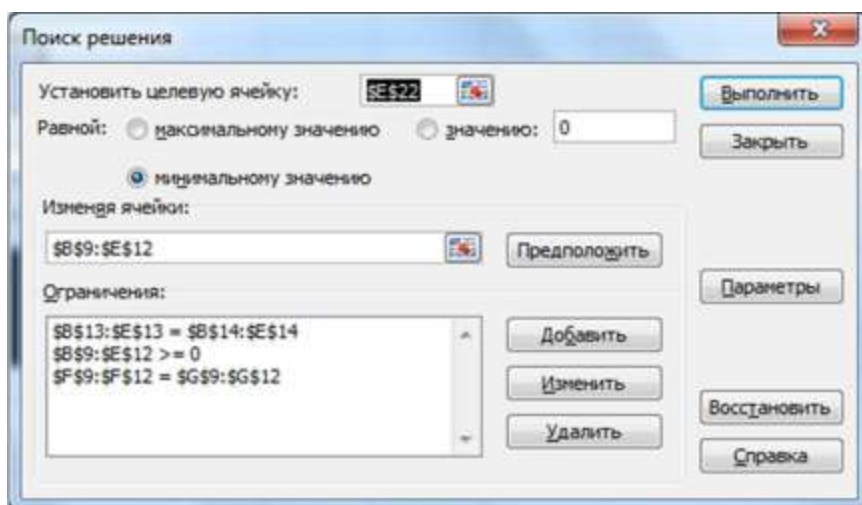 Поиск решения
Установить целевую ячейку: $E$22 Выполнить
Равной: максимальному значению значению: 0 Закрыть
минимальному значению
Изменяя ячейки:
$B$9:$E$12 Предположить
Ограничения: Параметры
$B$13:$E$13 = $B$14:$E$14 Добавить
$B$9:$E$12 >= 0
$F$9:$F$12 = $G$9:$G$12 Изменить
Восстановить
Удалить
Справка